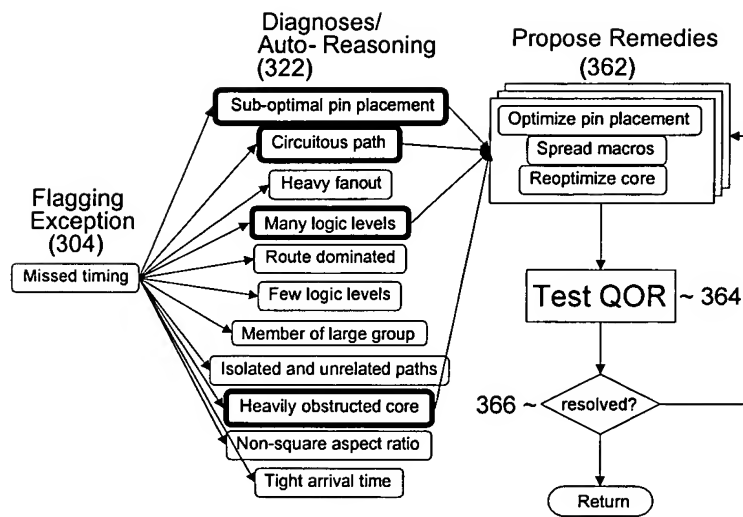 Diagnoses/
Auto- Reasoning
(322)
Propose Remedies
(362)
Flagging
Exception
(304)
Missed timing
Sub-optimal pin placement
Circuitous path
Heavy fanout
Many logic levels
Route dominated
Few logic levels
Member of large group
Isolated and unrelated paths
Heavily obstructed core
Non-square aspect ratio
Tight arrival time
Optimize pin placement
Spread macros
Reoptimize core
Test QOR ~ 364
366 ~ resolved?
Return